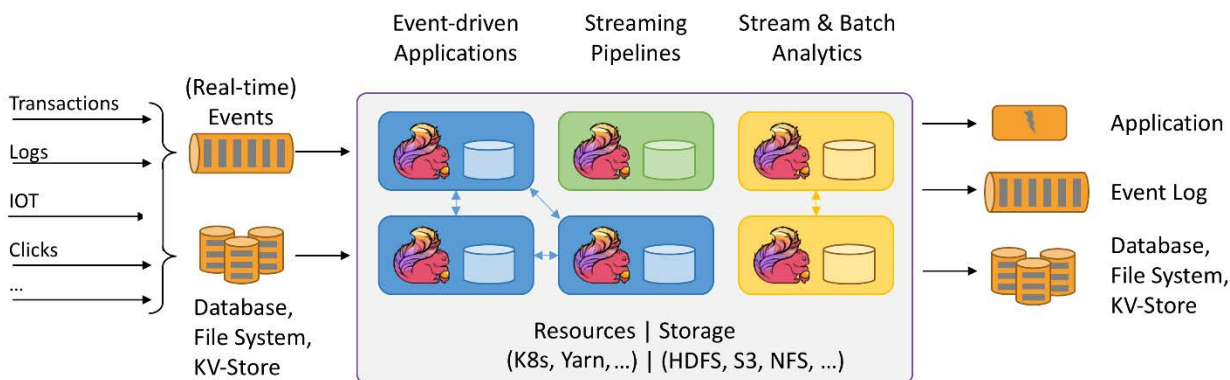 Event-driven
Applications
Streaming
Pipelines
Stream & Batch
Analytics
Transactions
Logs
IOT
Clicks
...
(Real-time)
Events
Database,
File System,
KV-Store
Resources | Storage
(K8s, Yarn, ...) | (HDFS, S3, NFS, ...)
Application
Event Log
Database,
File System,
KV-Store